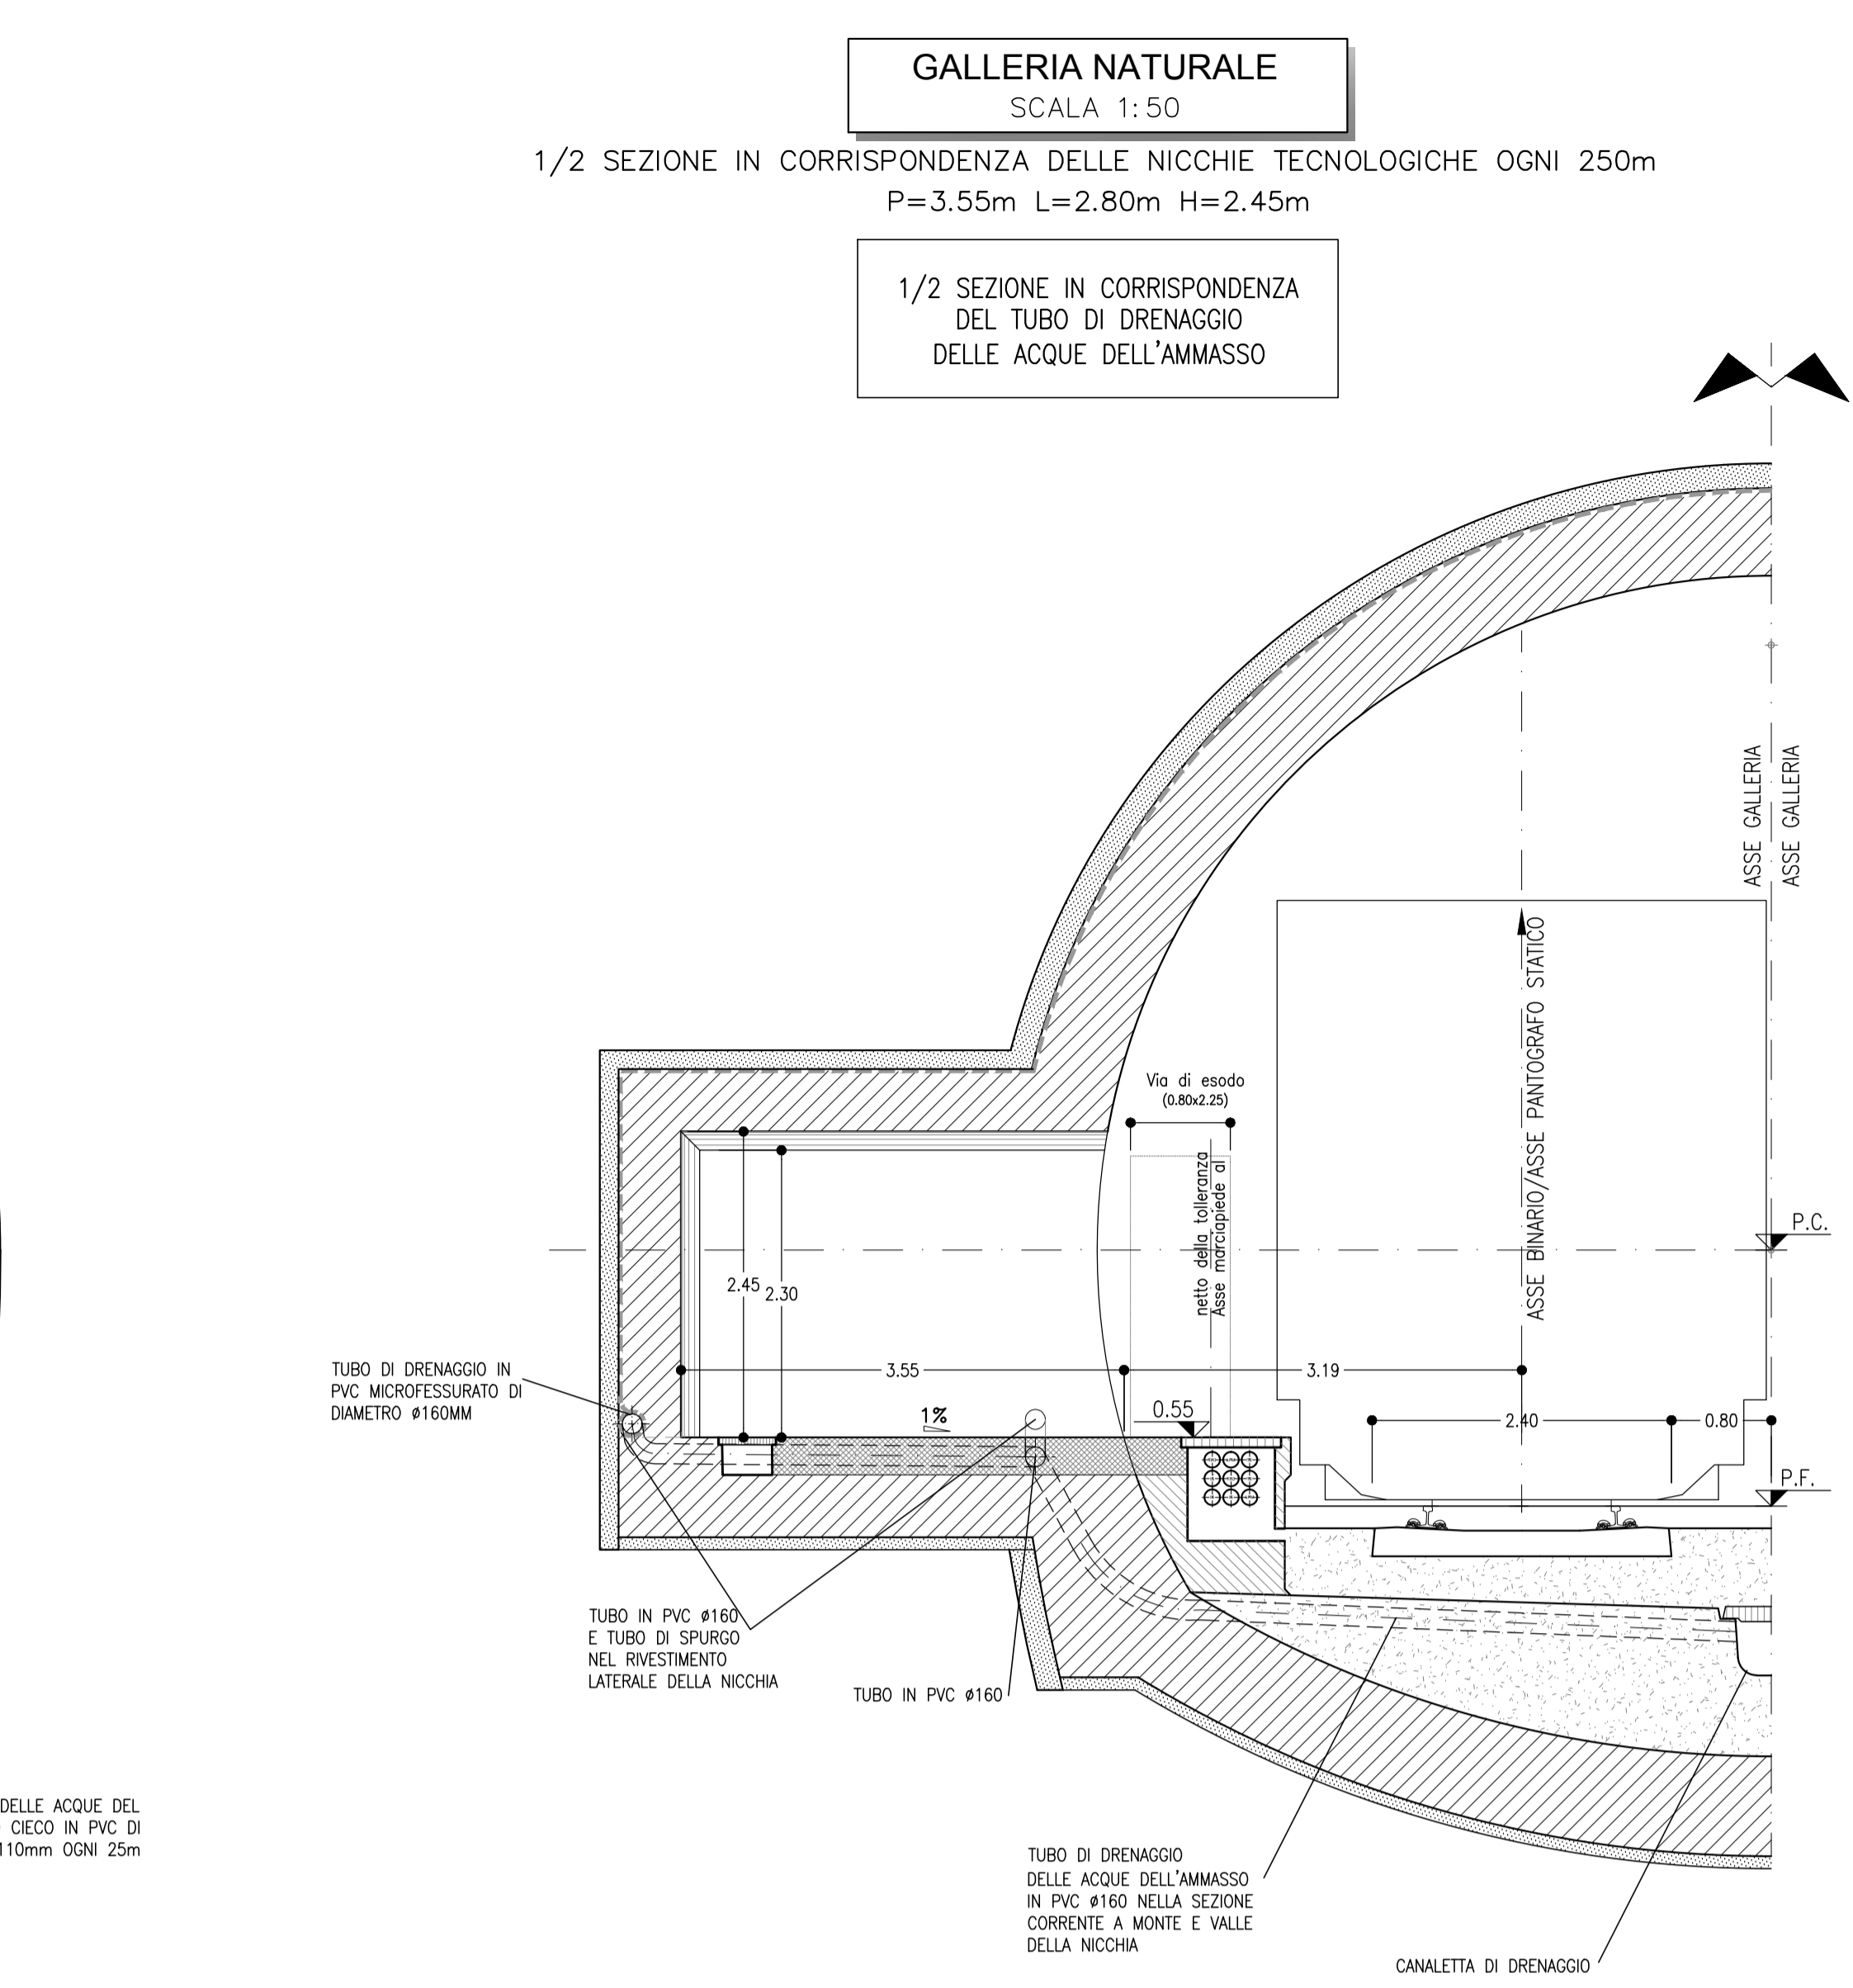 GALLERIA NATURALE
SCALA 1:50
1/2 SEZIONE IN CORRISPONDENZA DELLE NICCHIE TECNOLOGICHE OGNI 250m
P=3.55m L=2.80m H=2.45m
1/2 SEZIONE IN CORRISPONDENZA
DEL TUBO DI DRENAGGIO
DELLE ACQUE DELL'AMMASSO
ASSE GALLERIA
ASSE GALLERIA
ASSE BINARIO/ASSE PANTOGRAFO STATICO
Via di esodo
(0.80x2.25)
netto della tolleranza
Asse marciapiede al
P.C.
2.45
2.30
3.55
3.19
TUBO DI DRENAGGIO IN
PVC MICROFESSURATO DI
DIAMETRO ø160MM
1%
0.55
2.40
0.80
P.F.
TUBO IN PVC ø160
E TUBO DI SPURGO
NEL RIVESTIMENTO
LATERALE DELLA NICCHIA
TUBO IN PVC ø160
DELLE ACQUE DEL
CIECO IN PVC DI
110mm OGNI 25m
TUBO DI DRENAGGIO
DELLE ACQUE DELL'AMMASSO
IN PVC ø160 NELLA SEZIONE
CORRENTE A MONTE E VALLE
DELLA NICCHIA
CANALETTA DI DRENAGGIO